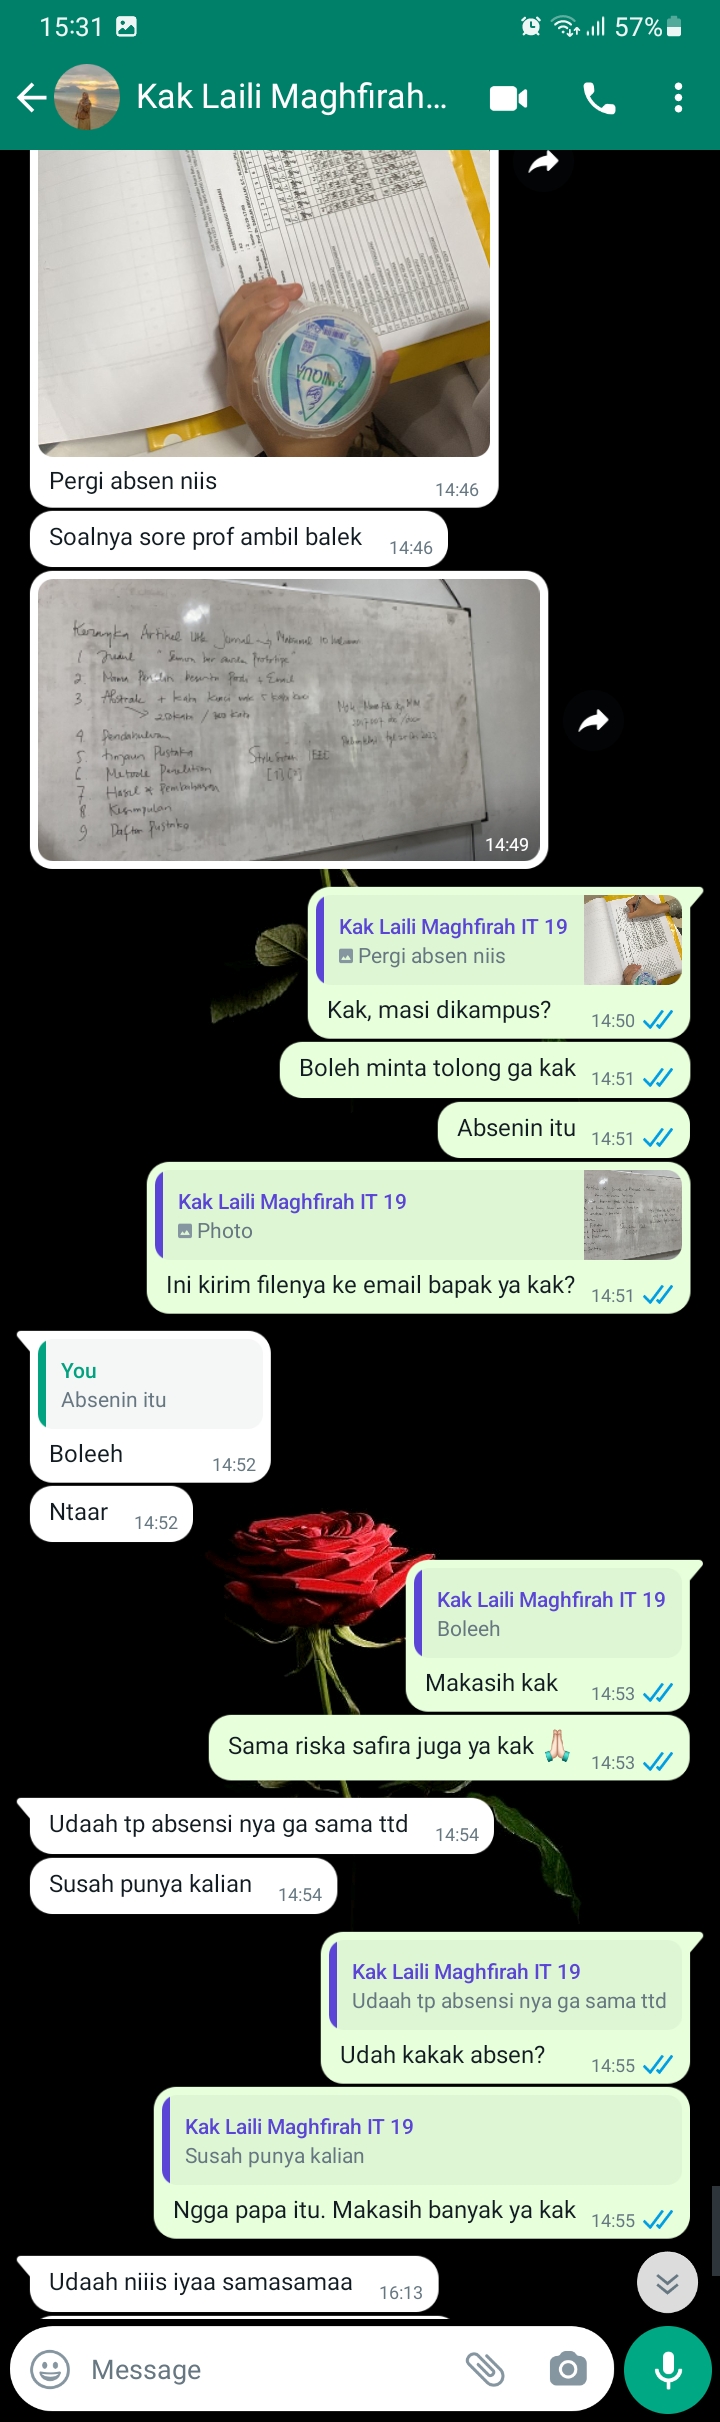 15:31
57%
Kak Laili Maghfirah...
Pergi absen niis
14:46
Soalnya sore prof ambil balek
14:46
Kerangka Artikel Jurnal → Maksimal 10 halaman
1 Judul
2 Nama Penulis Beserta Prodi + Email
3 Abstrak + kata kunci
4 Pendahuluan
5. Tinjauan Pustaka
6 Metode Penelitian
7 Hasil * Pembahasan
8 Kesimpulan
9 Daftar Pustaka
14:49
Kak Laili Maghfirah IT 19
Pergi absen niis
Kak, masi dikampus?
14:50
Boleh minta tolong ga kak
14:51
Absenin itu
14:51
Kak Laili Maghfirah IT 19
Photo
Ini kirim filenya ke email bapak ya kak?
14:51
You
Absenin itu
Boleeh
14:52
Ntaar
14:52
Kak Laili Maghfirah IT 19
Boleeh
Makasih kak
14:53
Sama riska safira juga ya kak 🙏🏻
14:53
Udaah tp absensi nya ga sama ttd
14:54
Susah punya kalian
14:54
Kak Laili Maghfirah IT 19
Udaah tp absensi nya ga sama ttd
Udah kakak absen?
14:55
Kak Laili Maghfirah IT 19
Susah punya kalian
Ngga papa itu. Makasih banyak ya kak
14:55
Udaah niiis iyaa samasamaa
16:13
Message